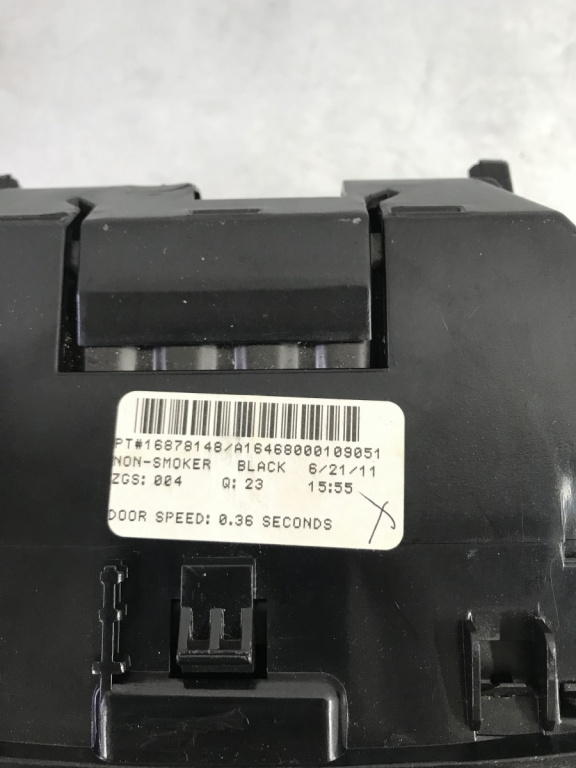 PT#16878148/A16468000109051
NON-SMOKER BLACK 6/21/11
ZGS: 004 Q: 23 15:55
DOOR SPEED: 0.36 SECONDS